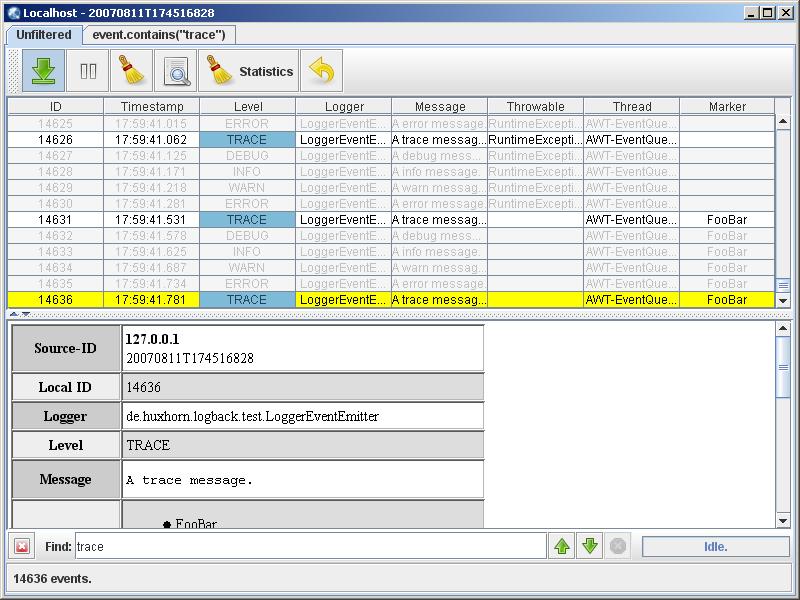 Localhost - 20070811T174516828
Unfiltered event.contains("trace")
Statistics
ID Timestamp Level Logger Message Throwable Thread Marker
14625 17:59:41.015 ERROR LoggerEventE... A error message. RuntimeExcepti... AWT-EventQue...
14626 17:59:41.062 TRACE LoggerEventE... A trace messag... RuntimeExcepti... AWT-EventQue...
14627 17:59:41.125 DEBUG LoggerEventE... A debug mess... RuntimeExcepti... AWT-EventQue...
14628 17:59:41.171 INFO LoggerEventE... A info message. RuntimeExcepti... AWT-EventQue...
14629 17:59:41.218 WARN LoggerEventE... A warn messag... RuntimeExcepti... AWT-EventQue...
14630 17:59:41.281 ERROR LoggerEventE... A error message. RuntimeExcepti... AWT-EventQue...
14631 17:59:41.531 TRACE LoggerEventE... A trace messag... AWT-EventQue... FooBar
14632 17:59:41.578 DEBUG LoggerEventE... A debug mess... AWT-EventQue... FooBar
14633 17:59:41.625 INFO LoggerEventE... A info message. AWT-EventQue... FooBar
14634 17:59:41.687 WARN LoggerEventE... A warn messag... AWT-EventQue... FooBar
14635 17:59:41.734 ERROR LoggerEventE... A error message. AWT-EventQue... FooBar
14636 17:59:41.781 TRACE LoggerEventE... A trace messag... AWT-EventQue... FooBar
Source-ID 127.0.0.1
20070811T174516828
Local ID 14636
Logger de.huxhorn.logback.test.LoggerEventEmitter
Level TRACE
Message A trace message.
● FooBar
Find: trace Idle.
14636 events.